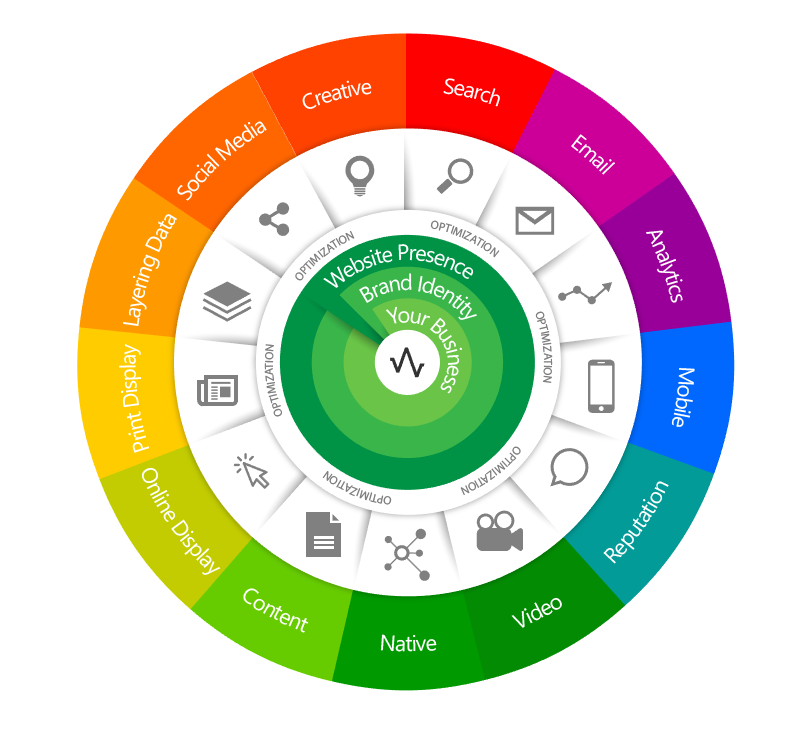 Search
Email
Analytics
Mobile
Reputation
Video
Native
Content
Online Display
Print Display
Layering Data
Social Media
Creative
OPTIMIZATION
OPTIMIZATION
OPTIMIZATION
OPTIMIZATION
OPTIMIZATION
OPTIMIZATION
Website Presence
Brand Identity
Your Business